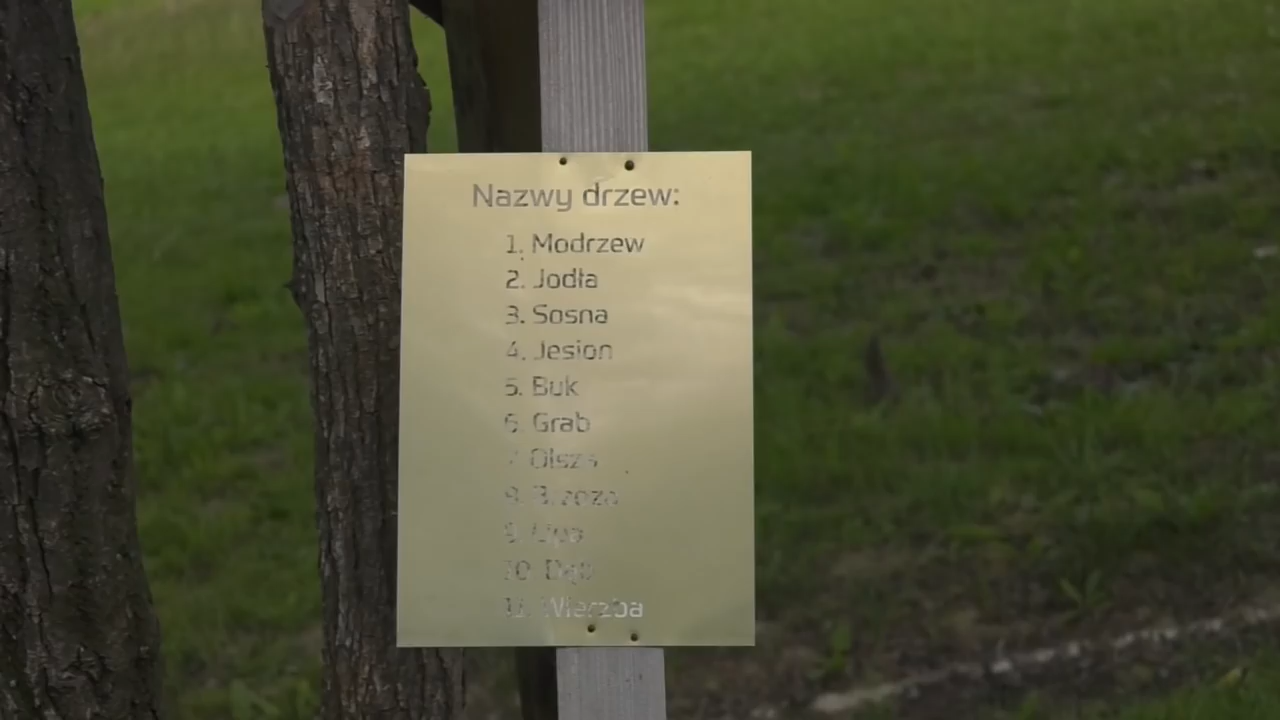 Nazwy drzew:
1. Modrzew
2. Jodła
3. Sosna
4. Jesion
5. Buk
6. Grab
7. Olsza
8. Brzoza
9. Lipa
10. Dąb
11. Wierzba